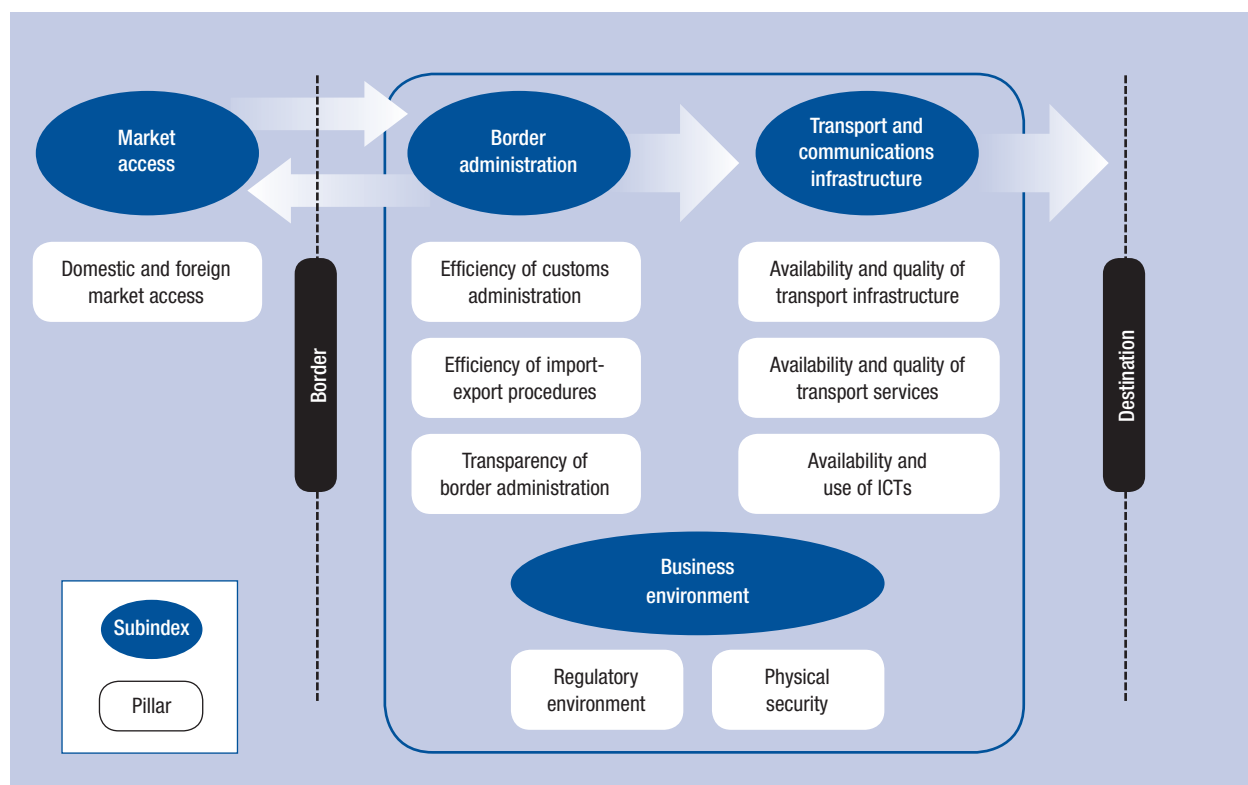 Market
access
Domestic and foreign
market access
Border
Border
administration
Efficiency of customs
administration
Efficiency of import-
export procedures
Transparency of
border administration
Transport and
communications
infrastructure
Availability and quality of
transport infrastructure
Availability and quality of
transport services
Availability and
use of ICTs
Business
environment
Regulatory
environment
Physical
security
Destination
Subindex
Pillar